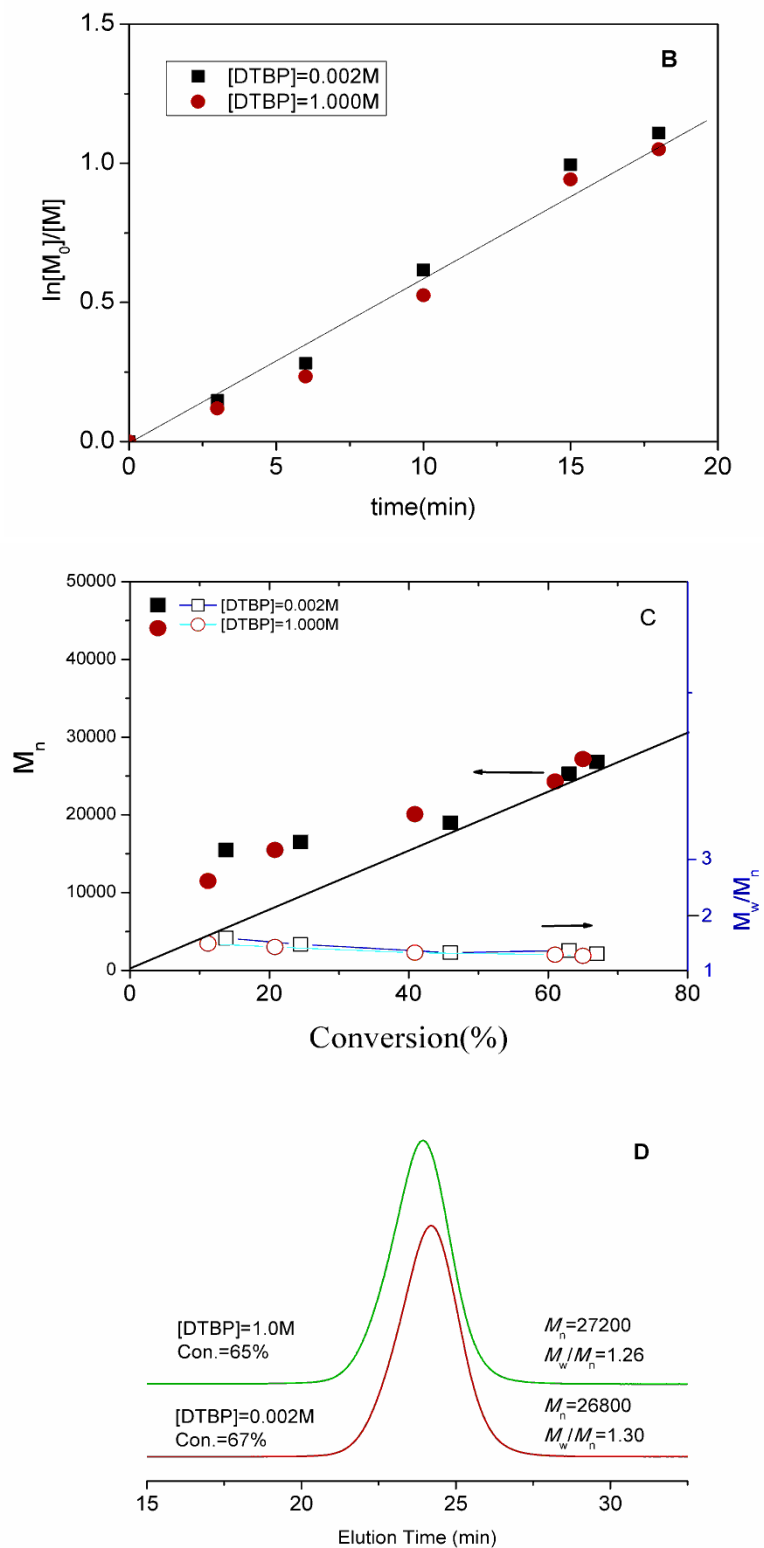 1.5
B
[DTBP]=0.002M
[DTBP]=1.000M
1.0
ln[M0]/[M]
0.5
0.0
0 5 10 15 20
time(min)
50000
[DTBP]=0.002M
[DTBP]=1.000M
C
40000
30000
Mn
20000
3
10000
2
Mw/Mn
0
1
0 20 40 60 80
Conversion(%)
D
[DTBP]=1.0M
Con.=65%
Mn=27200
Mw/Mn=1.26
[DTBP]=0.002M
Con.=67%
Mn=26800
Mw/Mn=1.30
15 20 25 30
Elution Time (min)